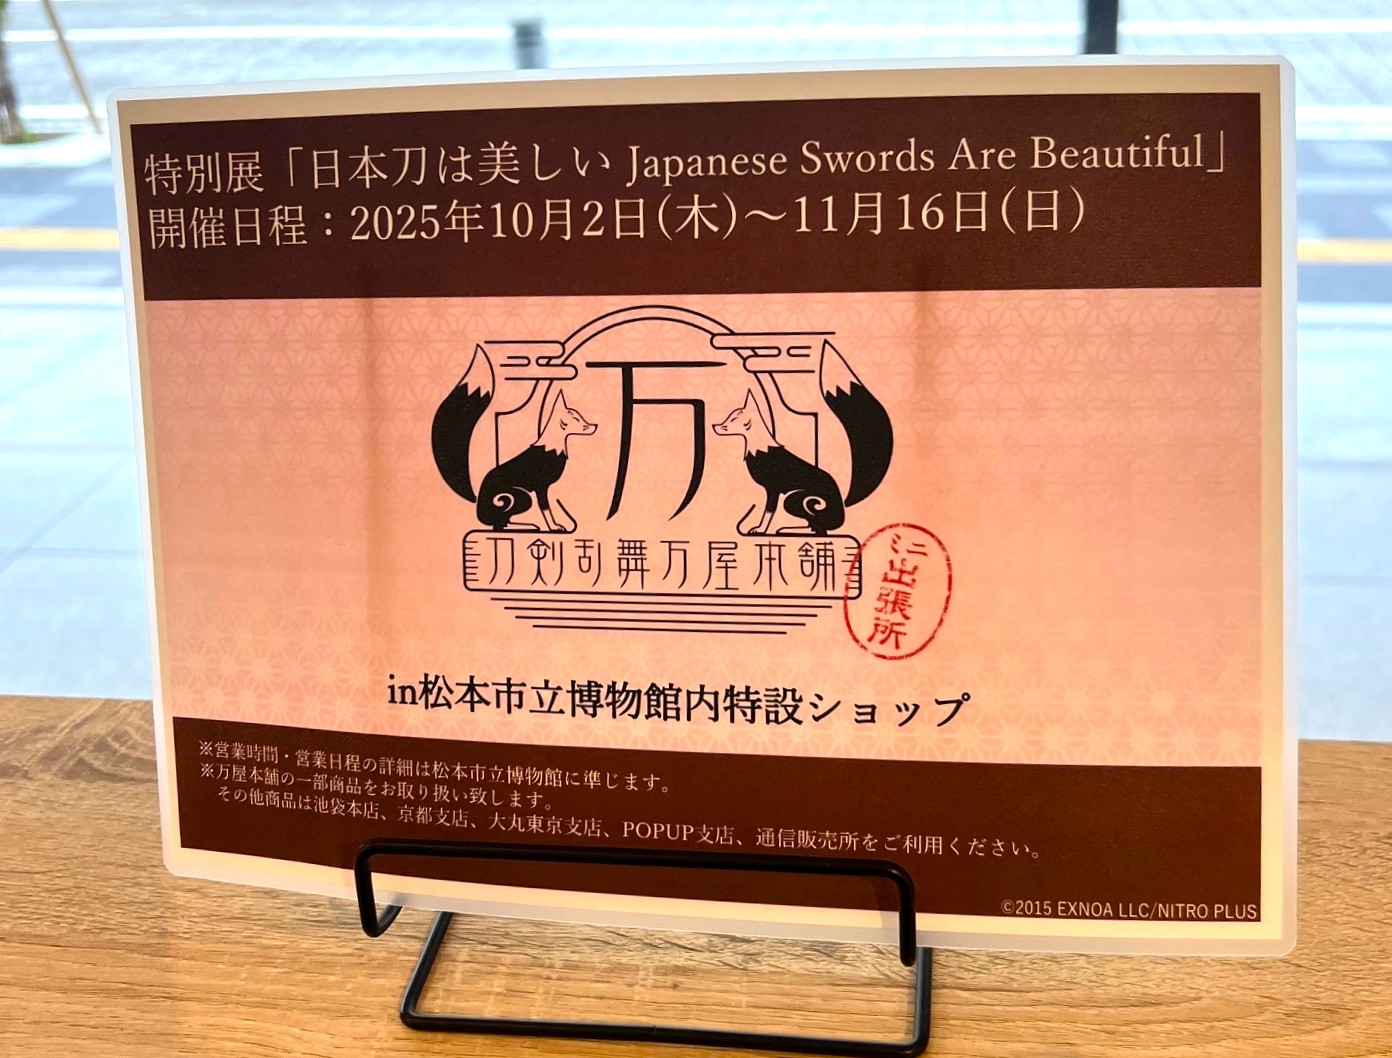 特別展「日本刀は美しい Japanese Swords Are Beautiful」
開催日程：2025年10月2日(木)～11月16日(日)
万
刀剣乱舞万屋本舗
ミニ
出張所
in松本市立博物館内特設ショップ
※営業時間・営業日程の詳細は松本市立博物館に準じます。
※万屋本舗の一部商品をお取り扱い致します。
その他商品は池袋本店、京都支店、大丸東京支店、POPUP支店、通信販売所をご利用ください。
©2015 EXNOA LLC/NITRO PLUS